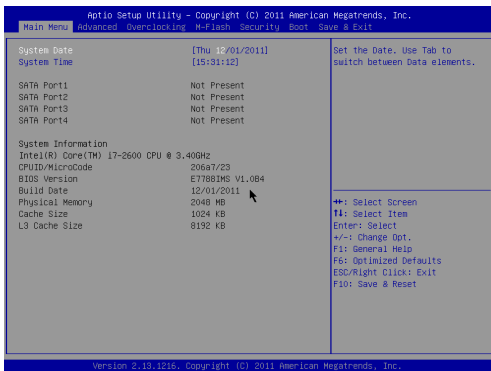 Aptio Setup Utility – Copyright (C) 2011 American Megatrends, Inc.
Main Menu Advanced Overclocking M-Flash Security Boot Save & Exit
System Date [Thu 12/01/2011]
System Time [15:31:12]
SATA Port1 Not Present
SATA Port2 Not Present
SATA Port3 Not Present
SATA Port4 Not Present
System Information
Intel(R) Core(TM) i7-2600 CPU @ 3.40GHz
CPUID/MicroCode 206a7/23
BIOS Version E7788IMS V1.0B4
Build Date 12/01/2011
Physical Memory 2048 MB
Cache Size 1024 KB
L3 Cache Size 8192 KB
Set the Date. Use Tab to
switch between Data elements.
→←: Select Screen
↑↓: Select Item
Enter: Select
+/-: Change Opt.
F1: General Help
F6: Optimized Defaults
ESC/Right Click: Exit
F10: Save & Reset
Version 2.13.1216. Copyright (C) 2011 American Megatrends, Inc.